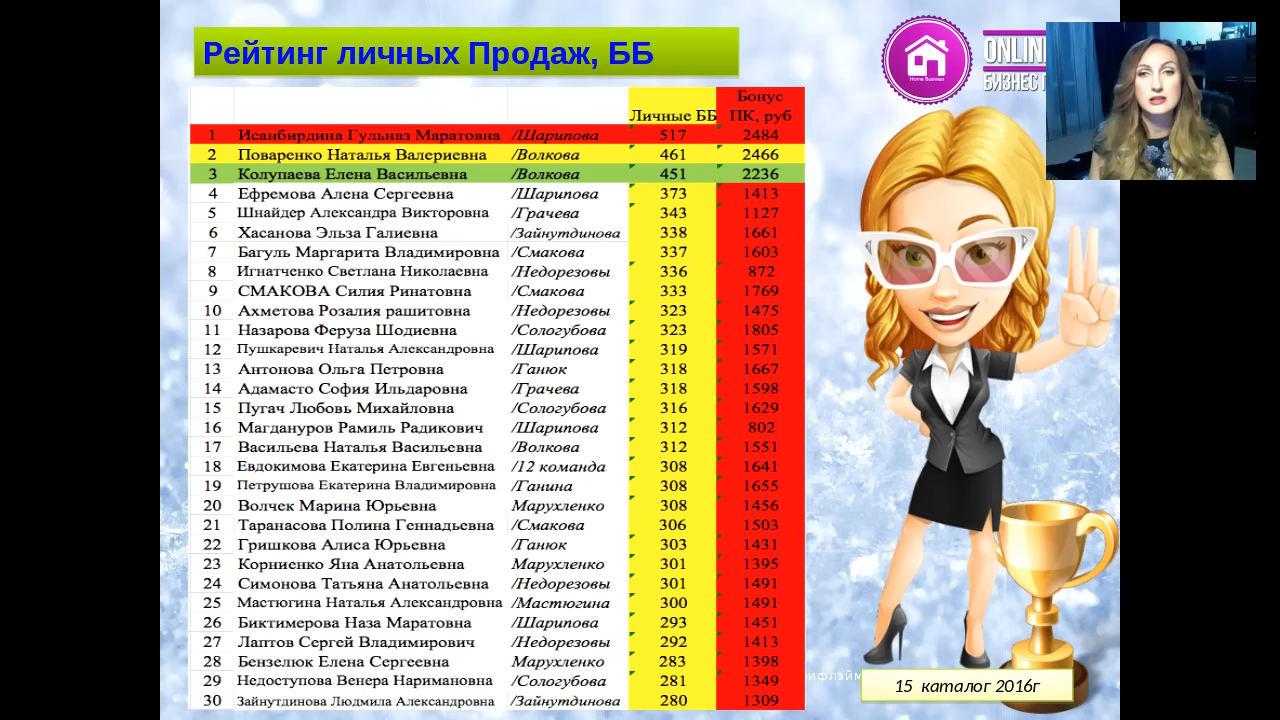 Рейтинг личных Продаж, ББ
ONLINE
БИЗНЕС
Home Business
Личные ББ Бонус ПК, руб
1 Исанбирдина Гульназ Маратовна /Шарипова 517 2484
2 Поваренко Наталья Валериевна /Волкова 461 2466
3 Колупаева Елена Васильевна /Волкова 451 2236
4 Ефремова Алена Сергеевна /Шарипова 373 1413
5 Шнайдер Александра Викторовна /Грачева 343 1127
6 Хасанова Эльза Галиевна /Зайнутдинова 338 1661
7 Багуль Маргарита Владимировна /Смакова 337 1603
8 Игнатченко Светлана Николаевна /Недорезовы 336 872
9 СМАКОВА Силия Ринатовна /Смакова 333 1769
10 Ахметова Розалия рашитовна /Недорезовы 323 1475
11 Назарова Феруза Шодиевна /Сологубова 323 1805
12 Пушкаревич Наталья Александровна /Шарипова 319 1571
13 Антонова Ольга Петровна /Ганюк 318 1667
14 Адамасто София Ильдаровна /Грачева 318 1598
15 Пугач Любовь Михайловна /Сологубова 316 1629
16 Магдануров Рамиль Радикович /Шарипова 312 802
17 Васильева Наталья Васильевна /Волкова 312 1551
18 Евдокимова Екатерина Евгеньевна /12 команда 308 1641
19 Петрушова Екатерина Владимировна /Ганина 308 1655
20 Волчек Марина Юрьевна Марухленко 308 1456
21 Таранасова Полина Геннадьевна /Смакова 306 1503
22 Гришкова Алиса Юрьевна /Ганюк 303 1431
23 Корниенко Яна Анатольевна Марухленко 301 1395
24 Симонова Татьяна Анатольевна /Недорезовы 301 1491
25 Мастюгина Наталья Александровна /Мастюгина 300 1491
26 Биктимерова Наза Маратовна /Шарипова 293 1451
27 Лаптов Сергей Владимирович /Недорезовы 292 1413
28 Бензелюк Елена Сергеевна Марухленко 283 1398
29 Недоступова Венера Наримановна /Сологубова 281 1349
30 Зайнутдинова Людмила Александровна /Зайнутдинова 280 1309
15 каталог 2016г